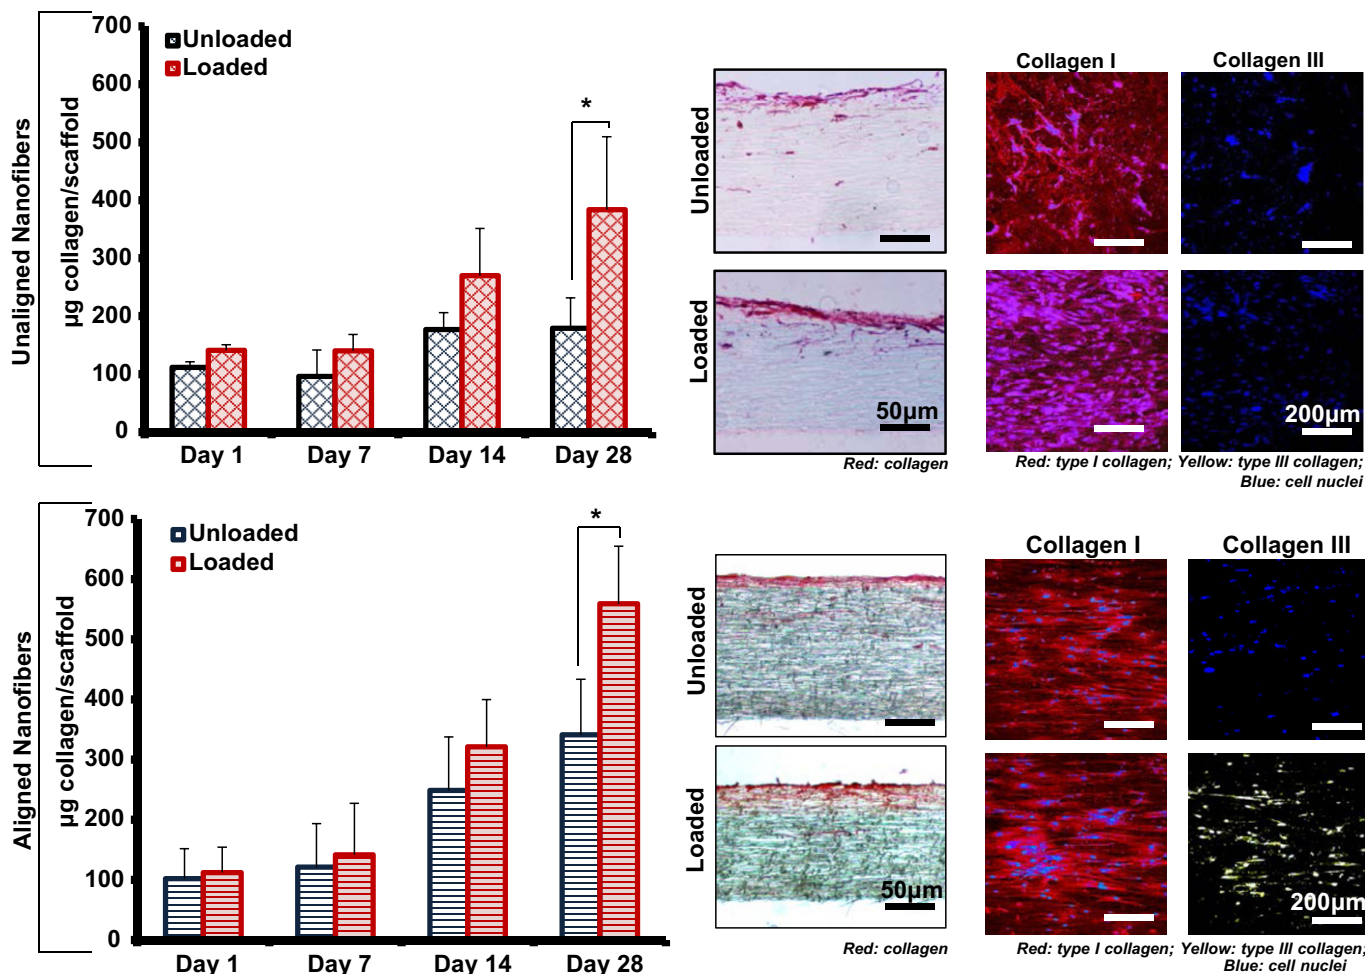 Unaligned Nanofibers
µg collagen/scaffold
700
600
500
400
300
200
100
0
Unloaded
Loaded
*
Day 1
Day 7
Day 14
Day 28
Unloaded
Loaded
50µm
Red: collagen
Collagen I
Collagen III
200µm
Red: type I collagen; Yellow: type III collagen;
Blue: cell nuclei
Aligned Nanofibers
µg collagen/scaffold
700
600
500
400
300
200
100
0
Unloaded
Loaded
*
Day 1
Day 7
Day 14
Day 28
Unloaded
Loaded
50µm
Red: collagen
Collagen I
Collagen III
200µm
Red: type I collagen; Yellow: type III collagen;
Blue: cell nuclei